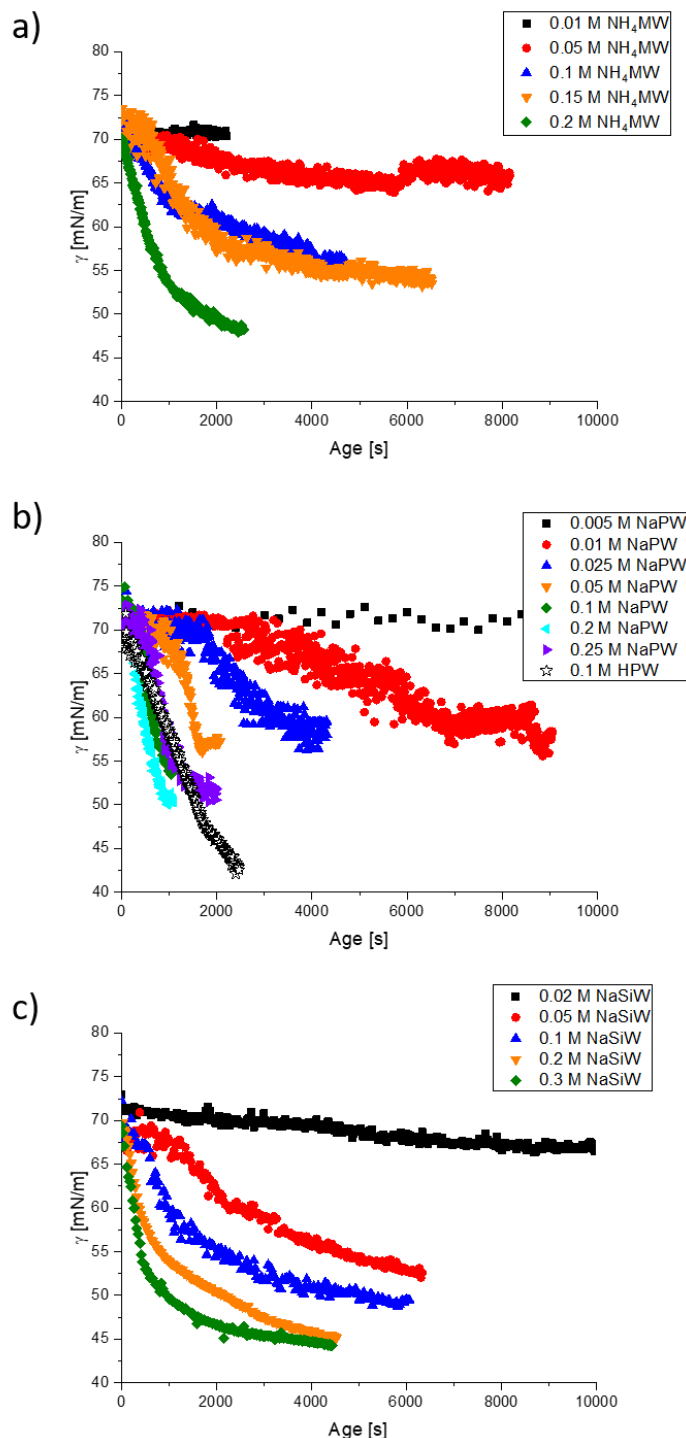 a)
0.01 M NH₄MW
0.05 M NH₄MW
0.1 M NH₄MW
0.15 M NH₄MW
0.2 M NH₄MW
80
75
70
65
60
55
50
45
40
γ [mN/m]
0 2000 4000 6000 8000 10000
Age [s]
b)
0.005 M NaPW
0.01 M NaPW
0.025 M NaPW
0.05 M NaPW
0.1 M NaPW
0.2 M NaPW
0.25 M NaPW
0.1 M HPW
80
75
70
65
60
55
50
45
40
γ [mN/m]
0 2000 4000 6000 8000 10000
Age [s]
c)
0.02 M NaSiW
0.05 M NaSiW
0.1 M NaSiW
0.2 M NaSiW
0.3 M NaSiW
80
75
70
65
60
55
50
45
40
γ [mN/m]
0 2000 4000 6000 8000 10000
Age [s]